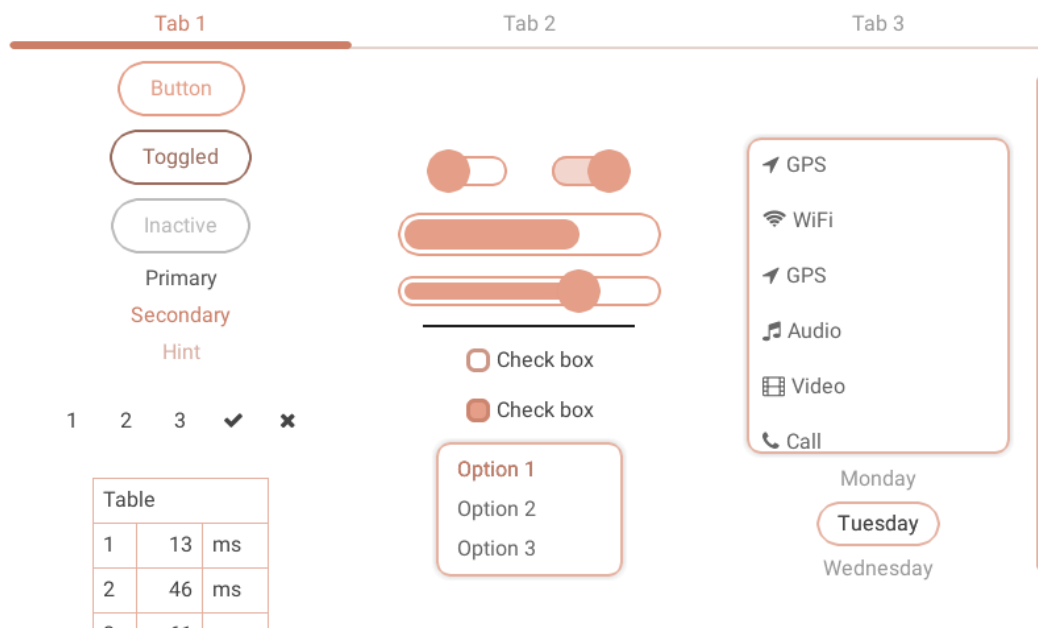 Tab 1 Tab 2 Tab 3
Button
Toggled
Inactive
Primary
Secondary
Hint
1 2 3
Table
1 13 ms
2 46 ms
Check box
Check box
Option 1
Option 2
Option 3
GPS
WiFi
GPS
Audio
Video
Call
Monday
Tuesday
Wednesday